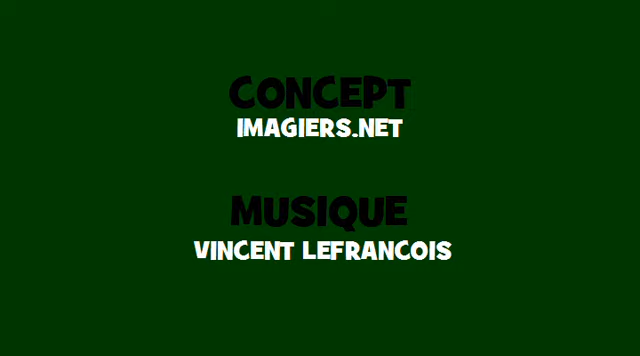 CONCEPT
IMAGIERS.NET
MUSIQUE
VINCENT LEFRANCOIS